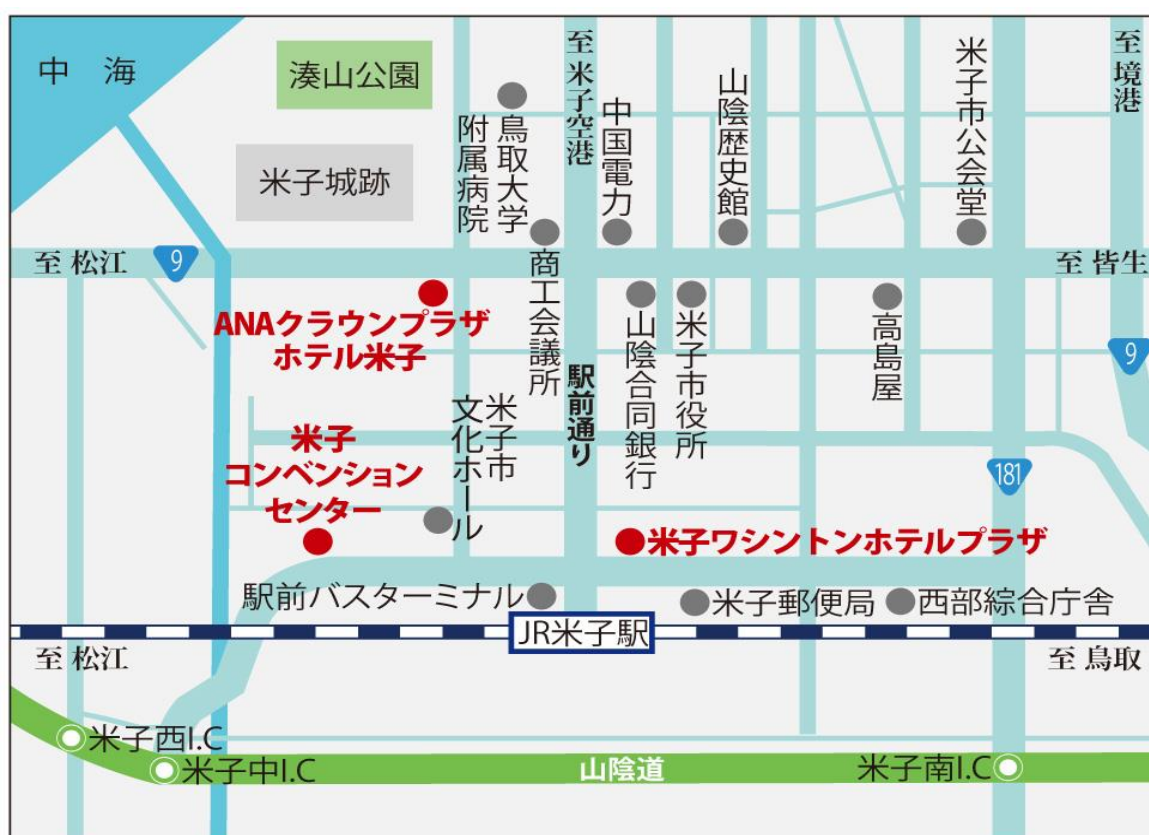 中 海
湊山公園
米子城跡
鳥取大学
附属病院
至 米子空港
中国電力
山陰歴史館
米子市公会堂
至 境港
至 松江
9
至 皆生
ANAクラウンプラザ
ホテル米子
商工会議所
駅前通り
山陰合同銀行
米子市役所
高島屋
9
米子
コンベンション
センター
米子市
文化ホール
181
米子ワシントンホテルプラザ
駅前バスターミナル
米子郵便局
西部綜合庁舎
JR米子駅
至 松江
至 鳥取
米子西I.C
米子中I.C
山陰道
米子南I.C